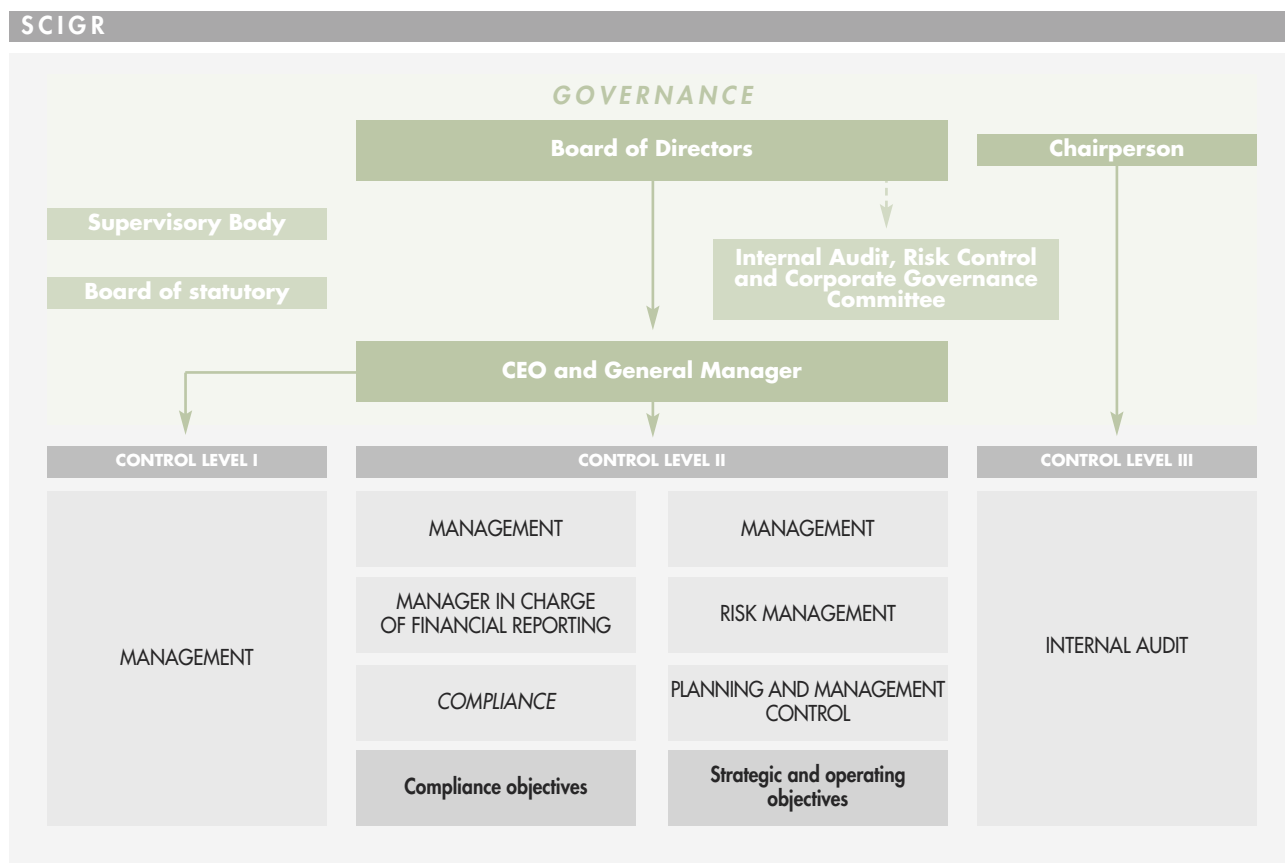 SCIGR
GOVERNANCE
Board of Directors
Chairperson
Supervisory Body
Internal Audit, Risk Control
and Corporate Governance
Committee
Board of statutory
CEO and General Manager
CONTROL LEVEL I
CONTROL LEVEL II
CONTROL LEVEL III
MANAGEMENT
MANAGEMENT
MANAGER IN CHARGE
OF FINANCIAL REPORTING
RISK MANAGEMENT
MANAGEMENT
INTERNAL AUDIT
COMPLIANCE
PLANNING AND MANAGEMENT
CONTROL
Compliance objectives
Strategic and operating
objectives